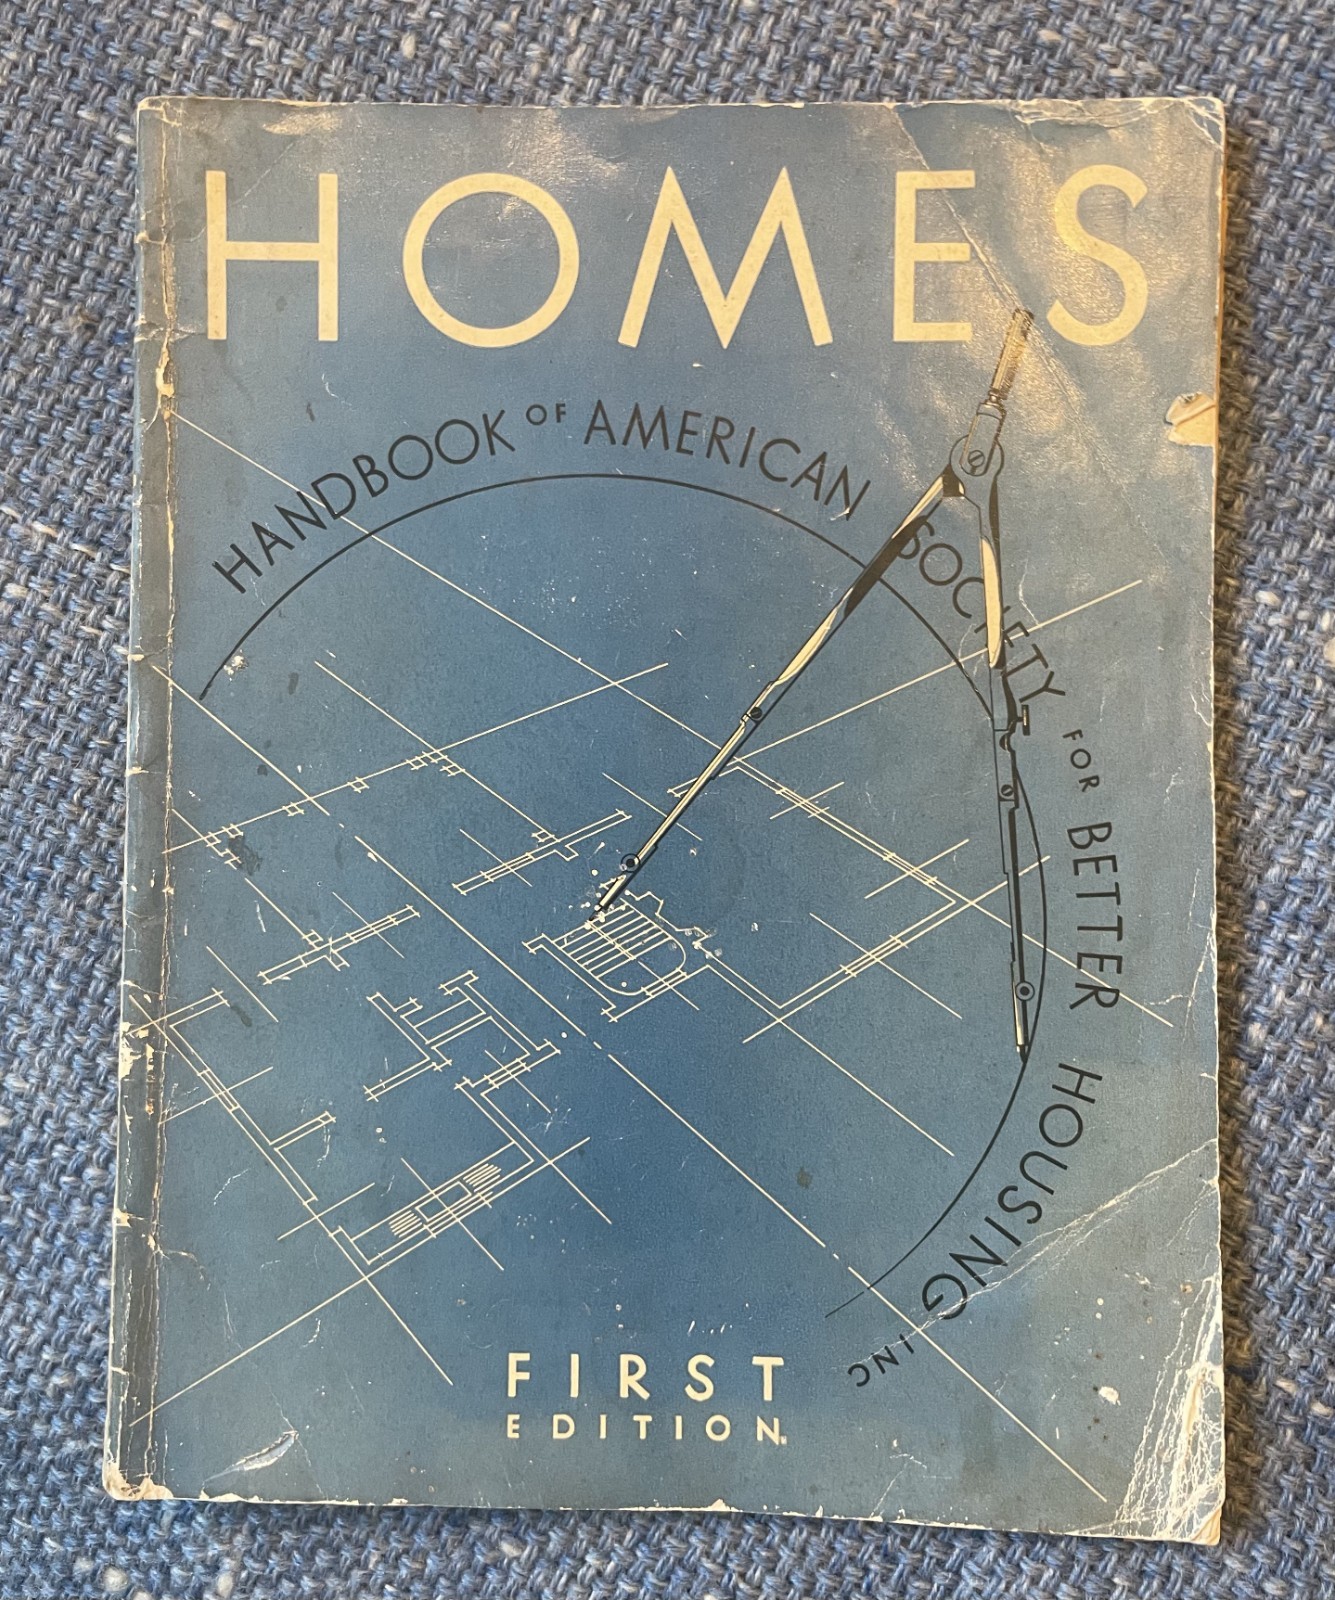 HOMES
HANDBOOK OF AMERICAN SOCIETY FOR BETTER HOUSING INC
FIRST
EDITION